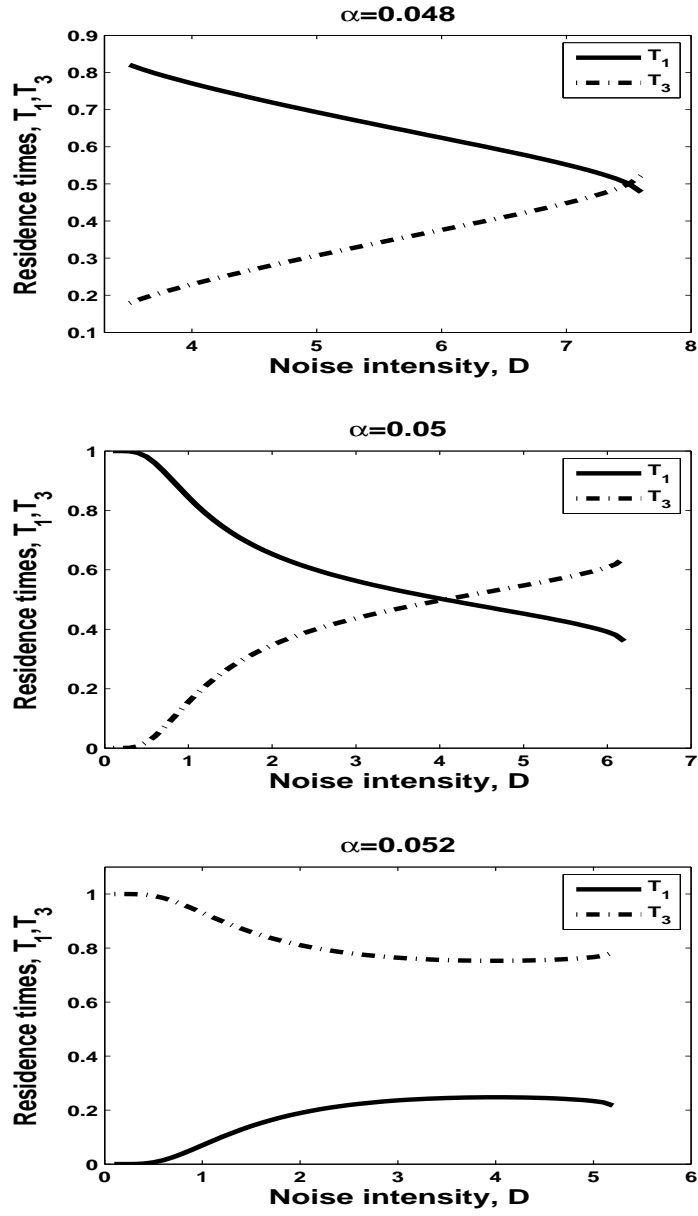 α=0.048
Residence times, T1,T3
0.9
0.8
0.7
0.6
0.5
0.4
0.3
0.2
0.1
T1
T3
4
5
6
7
8
Noise intensity, D
α=0.05
Residence times, T1,T3
1
0.8
0.6
0.4
0.2
0
T1
T3
0
1
2
3
4
5
6
7
Noise intensity, D
α=0.052
Residence times, T1,T3
1
0.8
0.6
0.4
0.2
0
T1
T3
0
1
2
3
4
5
6
Noise intensity, D